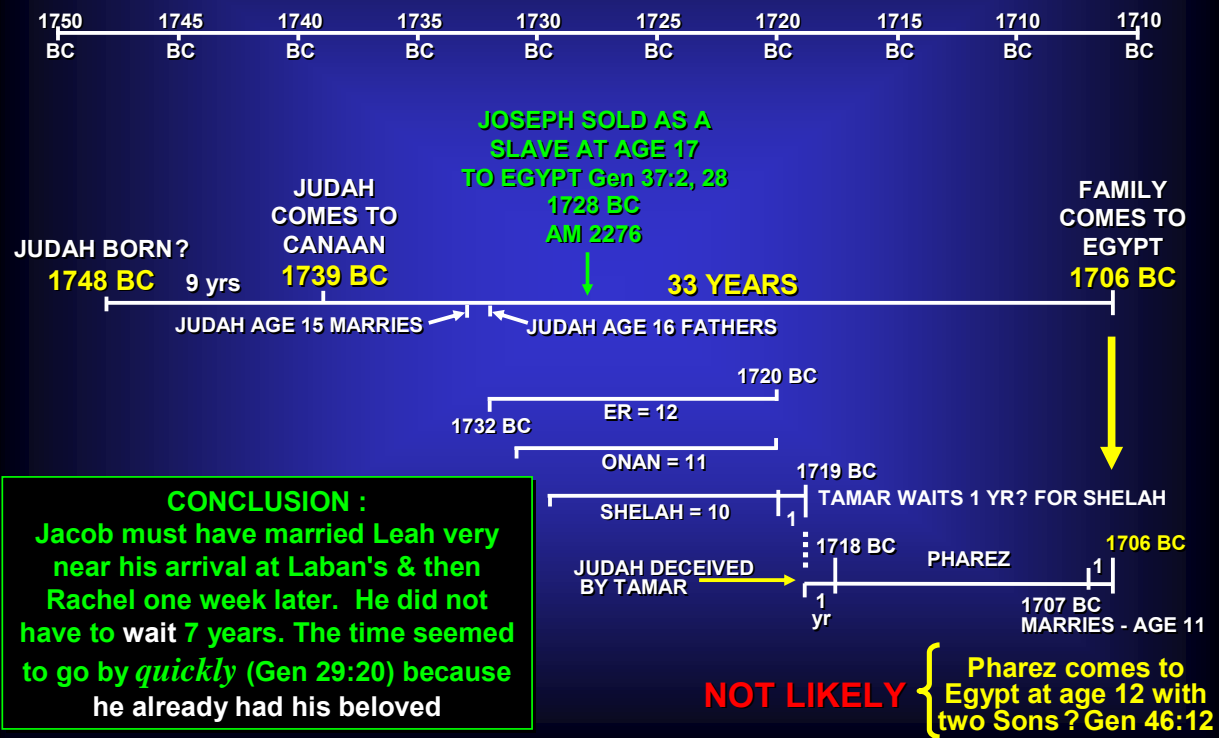 1750 1745 1740 1735 1730 1725 1720 1715 1710 1710
BC BC BC BC BC BC BC BC BC BC
JOSEPH SOLD AS A
SLAVE AT AGE 17
TO EGYPT Gen 37:2, 28
1728 BC
AM 2276
JUDAH
COMES TO
CANAAN
1739 BC
FAMILY
COMES TO
EGYPT
1706 BC
JUDAH BORN?
1748 BC
9 yrs
33 YEARS
JUDAH AGE 15 MARRIES
JUDAH AGE 16 FATHERS
1720 BC
ER = 12
1732 BC
ONAN = 11
1719 BC
SHELAH = 10
1
TAMAR WAITS 1 YR? FOR SHELAH
1718 BC
JUDAH DECEIVED
BY TAMAR
1
yr
PHAREZ
1
1706 BC
1707 BC
MARRIES - AGE 11
CONCLUSION :
Jacob must have married Leah very
near his arrival at Laban's & then
Rachel one week later. He did not
have to wait 7 years. The time seemed
to go by quickly (Gen 29:20) because
he already had his beloved
NOT LIKELY
Pharez comes to
Egypt at age 12 with
two Sons ? Gen 46:12